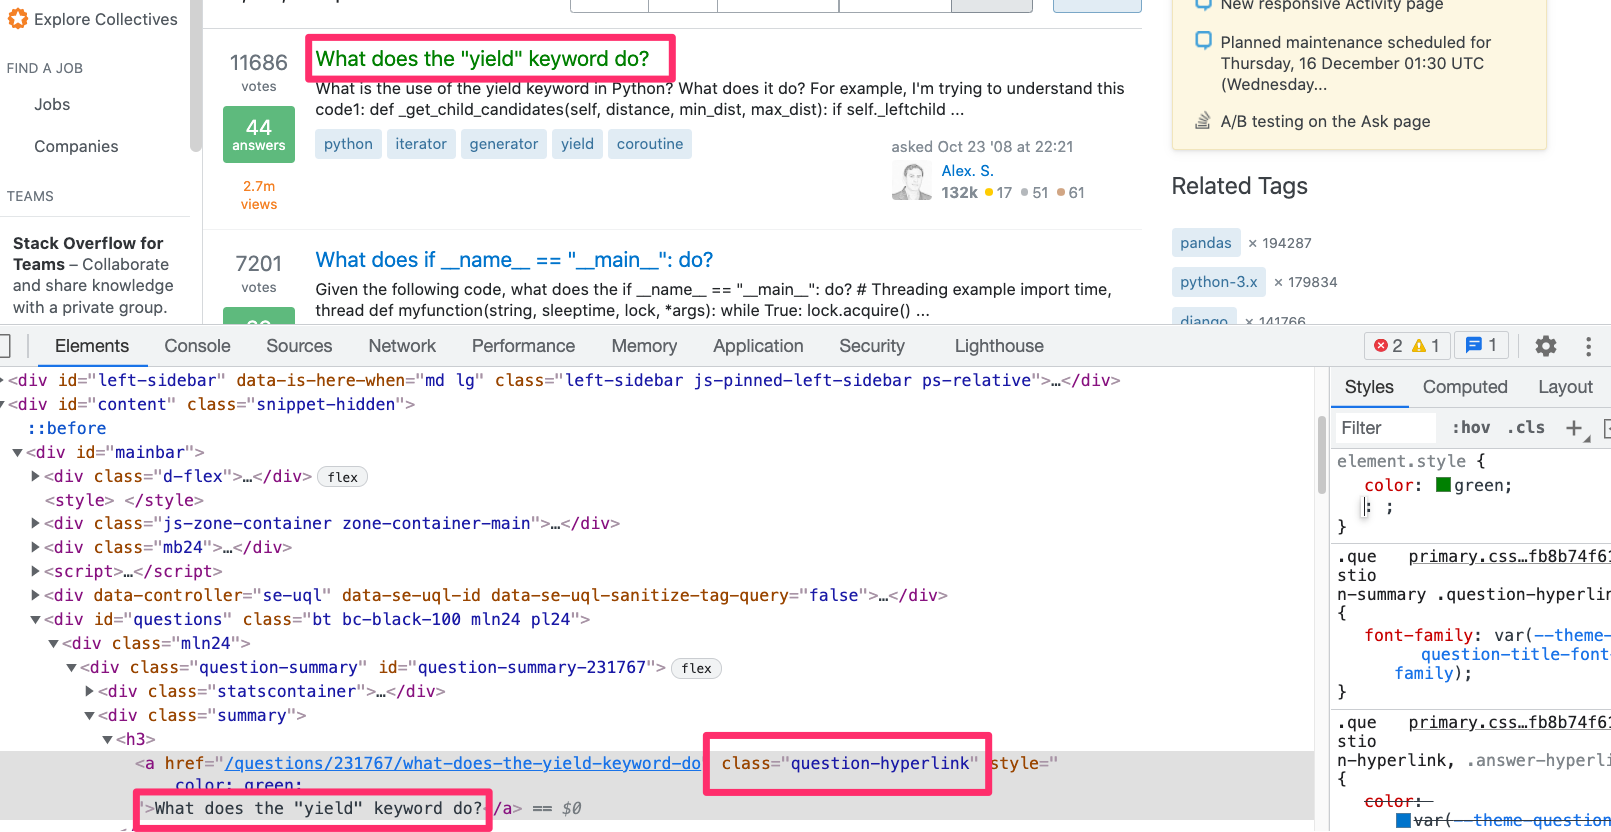 Explore Collectives
FIND A JOB
Jobs
Companies
TEAMS
Stack Overflow for
Teams – Collaborate
and share knowledge
with a private group.
11686
votes
44
answers
2.7m
views
What does the "yield" keyword do?
What is the use of the yield keyword in Python? What does it do? For example, I'm trying to understand this
code1: def _get_child_candidates(self, distance, min_dist, max_dist): if self._leftchild ...
python iterator generator yield coroutine
asked Oct 23 '08 at 22:21
Alex. S.
132k 17 51 61
7201
votes
What does if __name__ == "__main__": do?
Given the following code, what does the if __name__ == "__main__": do? # Threading example import time,
thread def myfunction(string, sleeptime, lock, *args): while True: lock.acquire() ...
New responsive Activity page
Planned maintenance scheduled for
Thursday, 16 December 01:30 UTC
(Wednesday...
A/B testing on the Ask page
Related Tags
pandas × 194287
python-3.x × 179834
django × 141766
Elements Console Sources Network Performance Memory Application Security Lighthouse 2 1 1
<div id="left-sidebar" data-is-here-when="md lg" class="left-sidebar js-pinned-left-sidebar ps-relative">…</div>
<div id="content" class="snippet-hidden">
::before
<div id="mainbar">
<div class="d-flex">…</div> flex
<style> </style>
<div class="js-zone-container zone-container-main">…</div>
<div class="mb24">…</div>
<script>…</script>
<div data-controller="se-uql" data-se-uql-id data-se-uql-sanitize-tag-query="false">…</div>
<div id="questions" class="bt bc-black-100 mln24 pl24">
<div class="mln24">
<div class="question-summary" id="question-summary-231767"> flex
<div class="statscontainer">…</div>
<div class="summary">
<h3>
<a href="/questions/231767/what-does-the-yield-keyword-do" class="question-hyperlink" style="
color: green;
">What does the "yield" keyword do?</a> == $0
Styles Computed Layout
Filter :hov .cls +
element.style {
color: green;
: ;
}
.que primary.css…fb8b74f61
stio
n-summary .question-hyperlin
{
font-family: var(--theme-
question-title-font-
family);
}
.que primary.css…fb8b74f61
stio
n-hyperlink, .answer-hyperli
{
color:
var(--theme-question